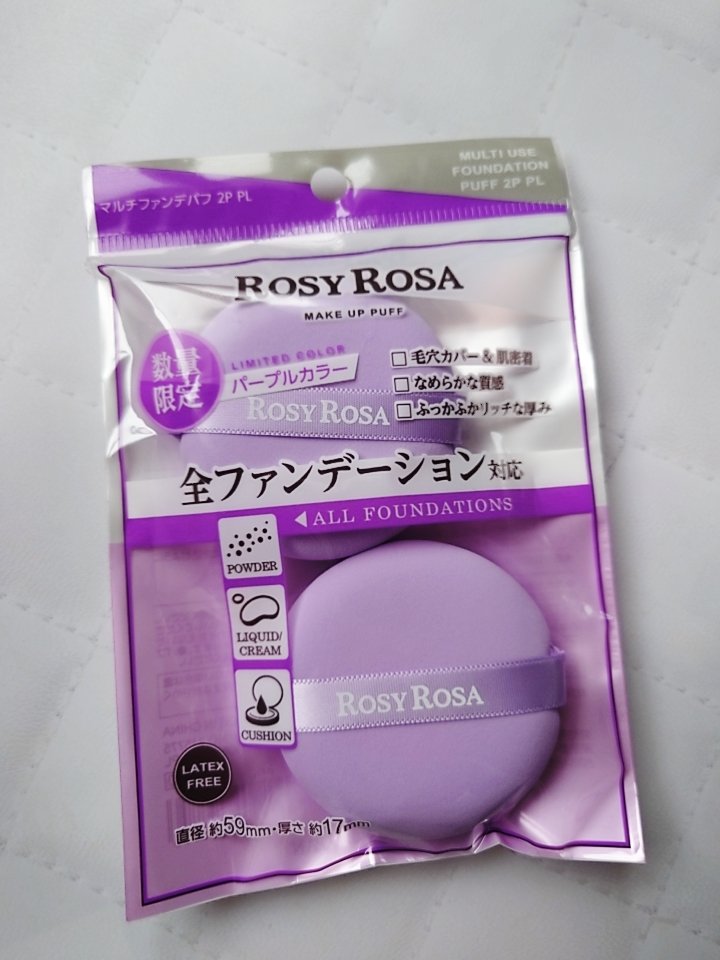 マルチファンデパフ 2P PL
MULTI USE
FOUNDATION
PUFF 2P PL
ROSY ROSA
MAKE UP PUFF
数量
限定
LIMITED COLOR
パープルカラー
□ 毛穴カバー & 肌密着
□ なめらかな質感
□ ふっかふかリッチな厚み
ROSY ROSA
全ファンデーション対応
◀ ALL FOUNDATIONS
POWDER
LIQUID/
CREAM
CUSHION
ROSY ROSA
LATEX
FREE
直径 約59mm・厚さ 約17mm